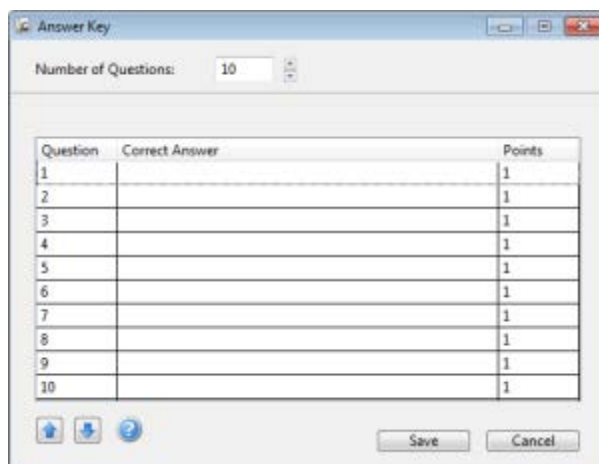 Answer Key
Number of Questions: 10
Question Correct Answer Points
1 1
2 1
3 1
4 1
5 1
6 1
7 1
8 1
9 1
10 1
? Save Cancel